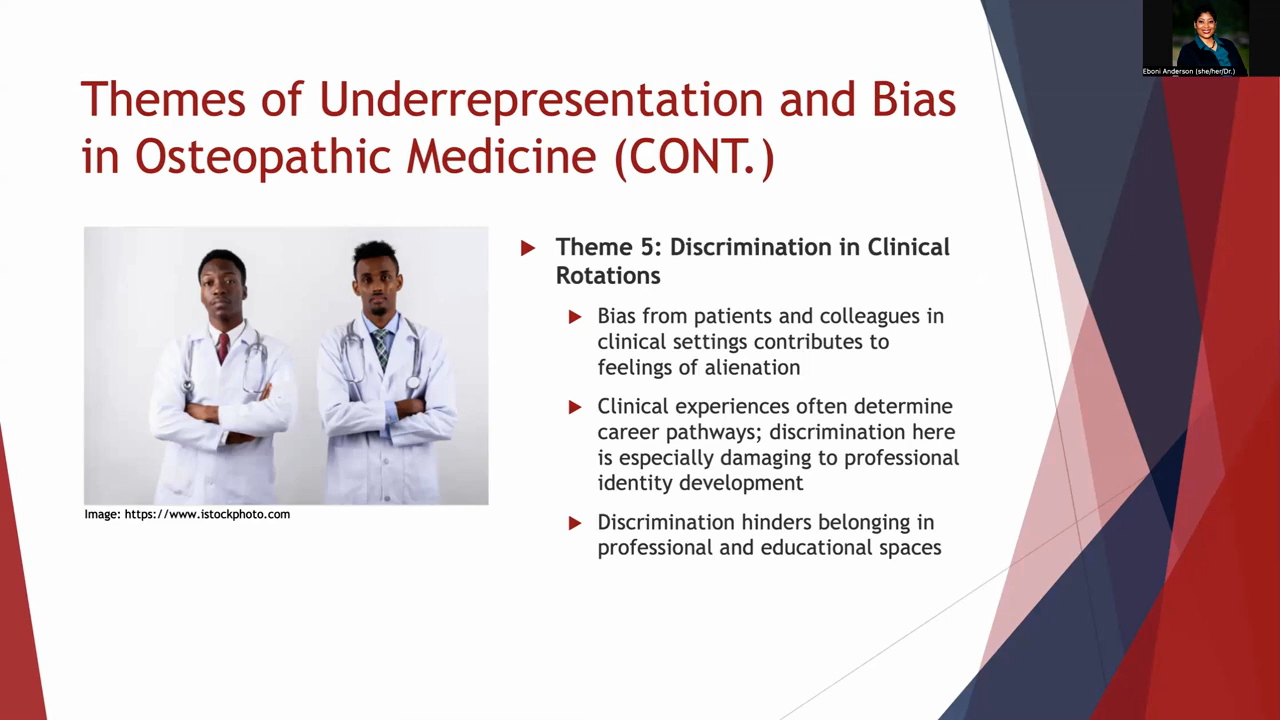 Eboni Anderson (she/her/Dr.)
Themes of Underrepresentation and Bias
in Osteopathic Medicine (CONT.)
Theme 5: Discrimination in Clinical
Rotations
Bias from patients and colleagues in
clinical settings contributes to
feelings of alienation
Clinical experiences often determine
career pathways; discrimination here
is especially damaging to professional
identity development
Discrimination hinders belonging in
professional and educational spaces
Image: https://www.istockphoto.com